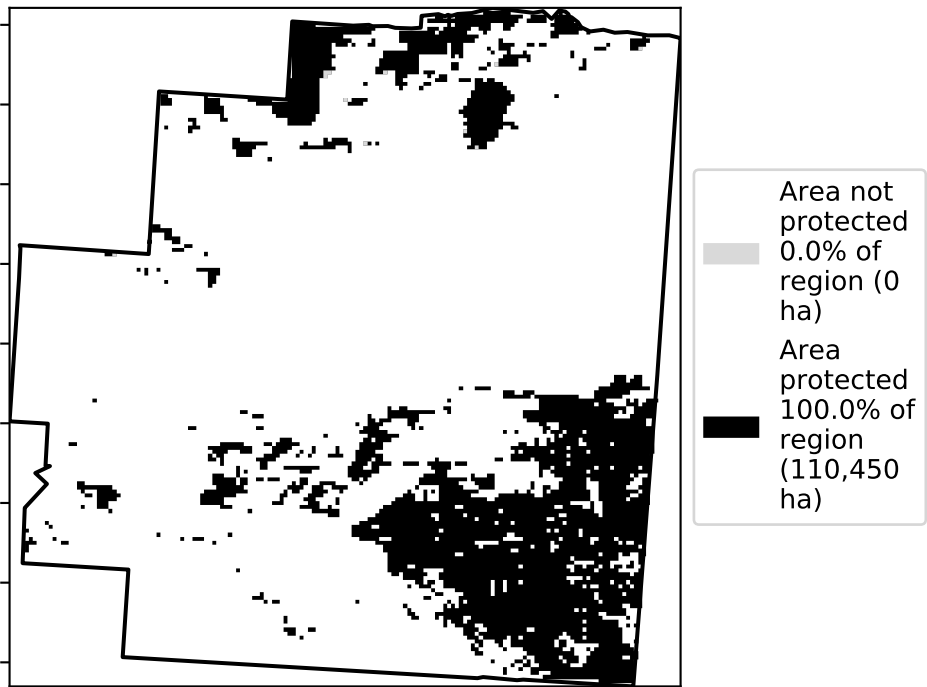 Area not
protected
0.0% of
region (0
ha)
Area
protected
100.0% of
region
(110,450
ha)